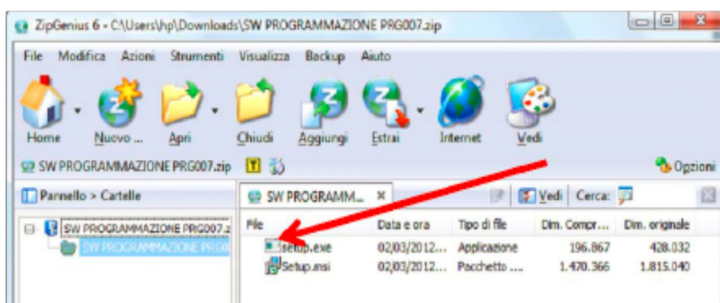 ZipGenius 6 - C:\Users\hp\Downloads\SW PROGRAMMAZIONE PRG007.zip
File Modifica Azioni Strumenti Visualizza Backup Aiuto
Home Nuovo ... Apri Chiudi Aggiungi Estrai Internet Vedi
SW PROGRAMMAZIONE PRG007.zip Opzioni
Pannello > Cartelle SW PROGRAMM... Vedi Cerca:
SW PROGRAMMAZIONE PRG007.z File Data e ora Tipo di file Dim. Compr... Dim. originale
SW PROGRAMMAZIONE PRG00 setup.exe 02/03/2012... Applicazione 196.867 428.032
Setup.msi 02/03/2012... Pacchetto .... 1.470.366 1.815.040